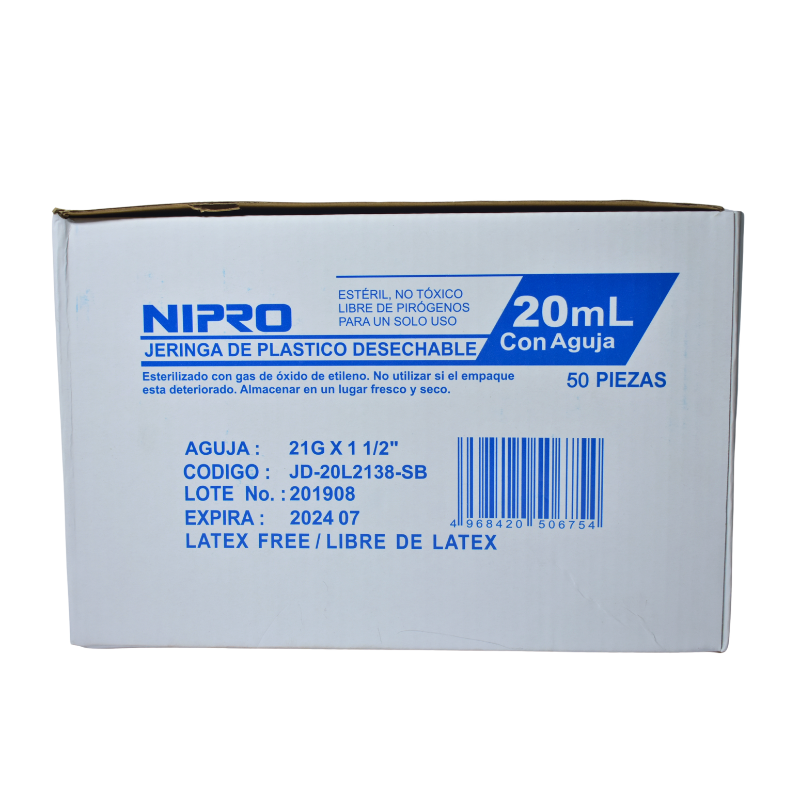 NIPRO
ESTÉRIL, NO TÓXICO
LIBRE DE PIRÓGENOS
PARA UN SOLO USO
20mL
Con Aguja
JERINGA DE PLASTICO DESECHABLE
Esterilizado con gas de óxido de etileno. No utilizar si el empaque
esta deteriorado. Almacenar en un lugar fresco y seco.
50 PIEZAS
AGUJA : 21G X 1 1/2"
CODIGO : JD-20L2138-SB
LOTE No. : 201908
EXPIRA : 2024 07
LATEX FREE / LIBRE DE LATEX
4 968420 506754